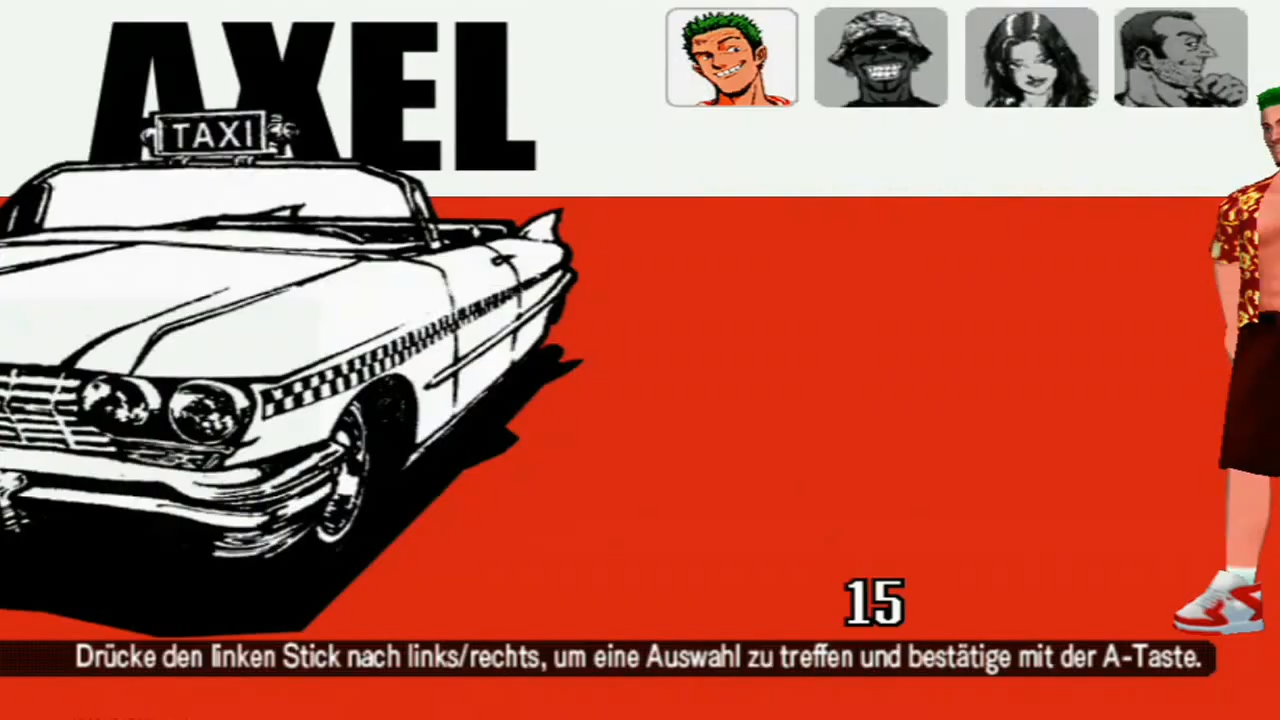 AXEL
TAXI
15
Drücke den linken Stick nach links/rechts, um eine Auswahl zu treffen und bestätige mit der A-Taste.